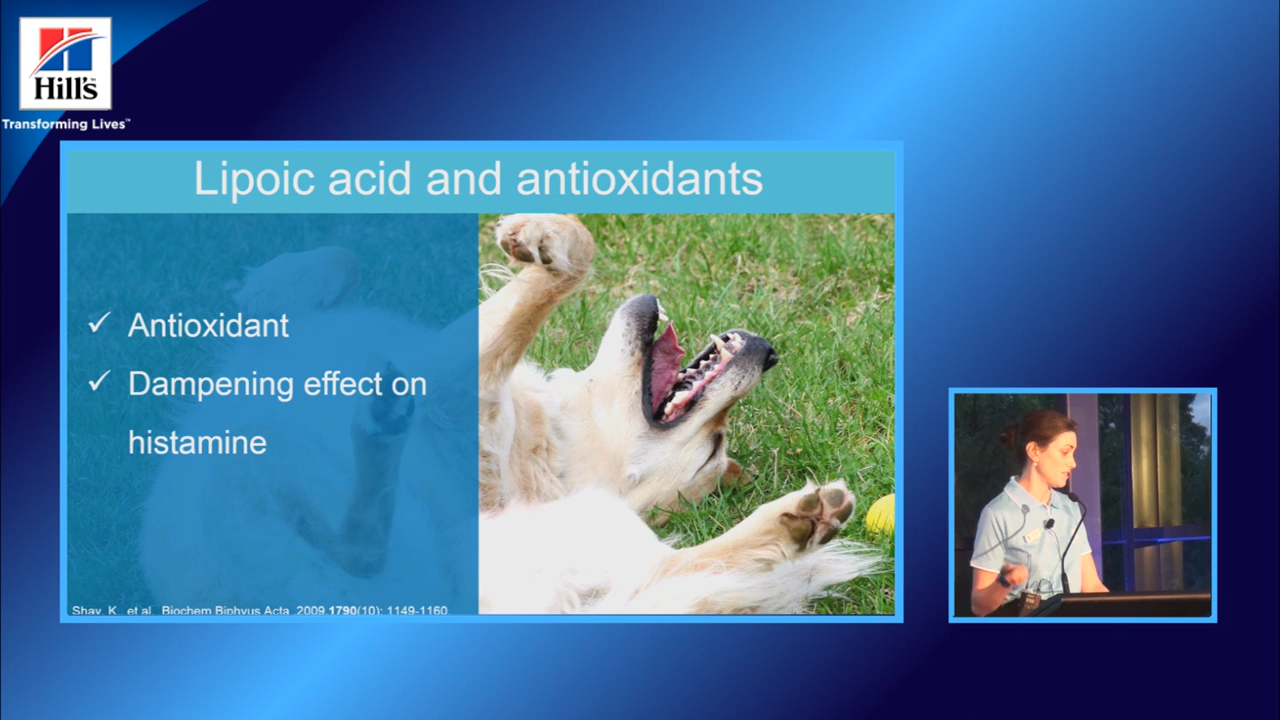 Hill's
Transforming Lives™
Lipoic acid and antioxidants
✓ Antioxidant
✓ Dampening effect on
histamine
Shay, K., et al., Biochem Biphyus Acta, 2009 1790(10): 1149-1160.